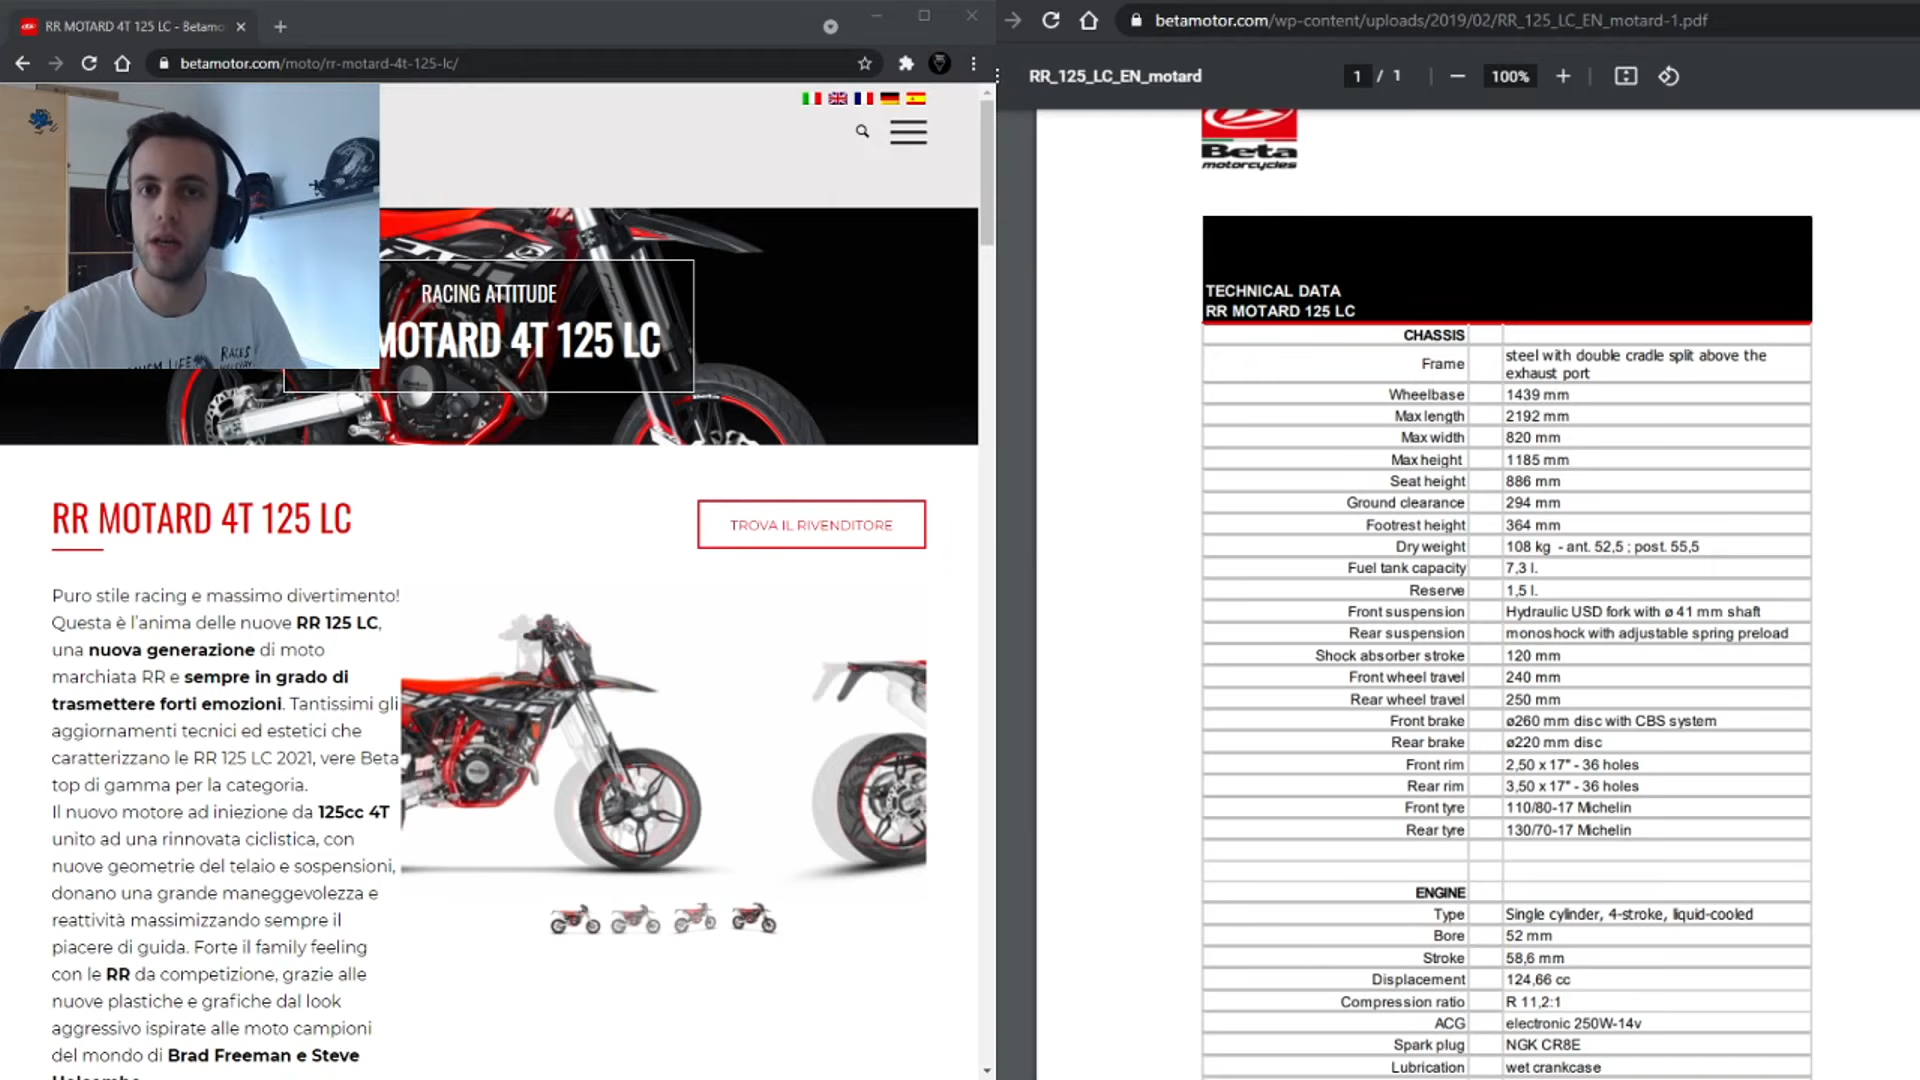 RR MOTARD 4T 125 LC - Betamo
betamotor.com/moto/rr-motard-4t-125-lc/
RACES
RACING ATTITUDE
MOTARD 4T 125 LC
RR MOTARD 4T 125 LC
TROVA IL RIVENDITORE
Puro stile racing e massimo divertimento!
Questa è l'anima delle nuove RR 125 LC,
una nuova generazione di moto
marchiata RR e sempre in grado di
trasmettere forti emozioni. Tantissimi gli
aggiornamenti tecnici ed estetici che
caratterizzano le RR 125 LC 2021, vere Beta
top di gamma per la categoria.
Il nuovo motore ad iniezione da 125cc 4T
unito ad una rinnovata ciclistica, con
nuove geometrie del telaio e sospensioni,
donano una grande maneggevolezza e
reattività massimizzando sempre il
piacere di guida. Forte il family feeling
con le RR da competizione, grazie alle
nuove plastiche e grafiche dal look
aggressivo ispirate alle moto campioni
del mondo di Brad Freeman e Steve
betamotor.com/wp-content/uploads/2019/02/RR_125_LC_EN_motard-1.pdf
RR_125_LC_EN_motard
1 / 1
100%
Beta
motorcycles
TECHNICAL DATA
RR MOTARD 125 LC
CHASSIS
Frame steel with double cradle split above the
exhaust port
Wheelbase 1439 mm
Max length 2192 mm
Max width 820 mm
Max height 1185 mm
Seat height 886 mm
Ground clearance 294 mm
Footrest height 364 mm
Dry weight 108 kg - ant. 52,5 ; post. 55,5
Fuel tank capacity 7,3 l.
Reserve 1,5 l.
Front suspension Hydraulic USD fork with ø 41 mm shaft
Rear suspension monoshock with adjustable spring preload
Shock absorber stroke 120 mm
Front wheel travel 240 mm
Rear wheel travel 250 mm
Front brake ø260 mm disc with CBS system
Rear brake ø220 mm disc
Front rim 2,50 x 17" - 36 holes
Rear rim 3,50 x 17" - 36 holes
Front tyre 110/80-17 Michelin
Rear tyre 130/70-17 Michelin
ENGINE
Type Single cylinder, 4-stroke, liquid-cooled
Bore 52 mm
Stroke 58,6 mm
Displacement 124,66 cc
Compression ratio R 11,2:1
ACG electronic 250W-14v
Spark plug NGK CR8E
Lubrication wet crankcase